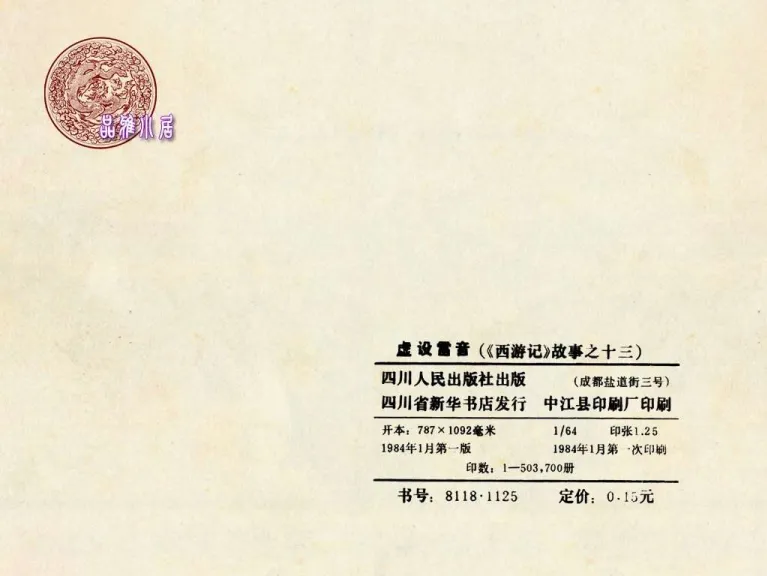 品雅小居
虚设雷音(《西游记》故事之十三)
四川人民出版社出版 (成都盐道街三号)
四川省新华书店发行 中江县印刷厂印刷
开本: 787×1092毫米 1/64 印张1.25
1984年1月第一版 1984年1月第一次印刷
印数: 1—503,700册
书号: 8118·1125 定价: 0.15元